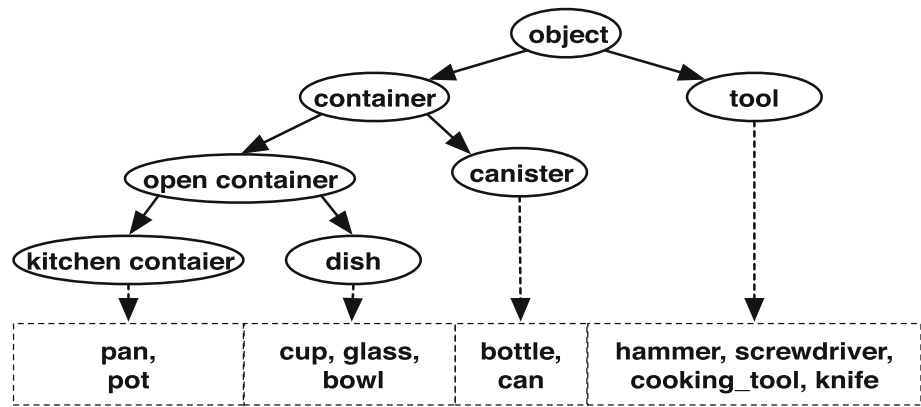 object
container
tool
open container
canister
kitchen contaier
dish
pan,
pot
cup, glass,
bowl
bottle,
can
hammer, screwdriver,
cooking_tool, knife